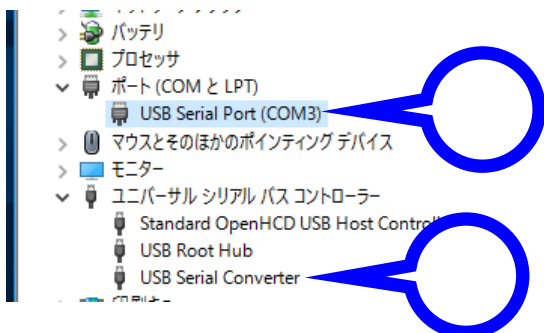 バッテリ
プロセッサ
ポート (COM と LPT)
USB Serial Port (COM3)
マウスとそのほかのポインティング デバイス
モニター
ユニバーサル シリアル バス コントローラー
Standard OpenHCD USB Host
USB Root Hub
USB Serial Converter